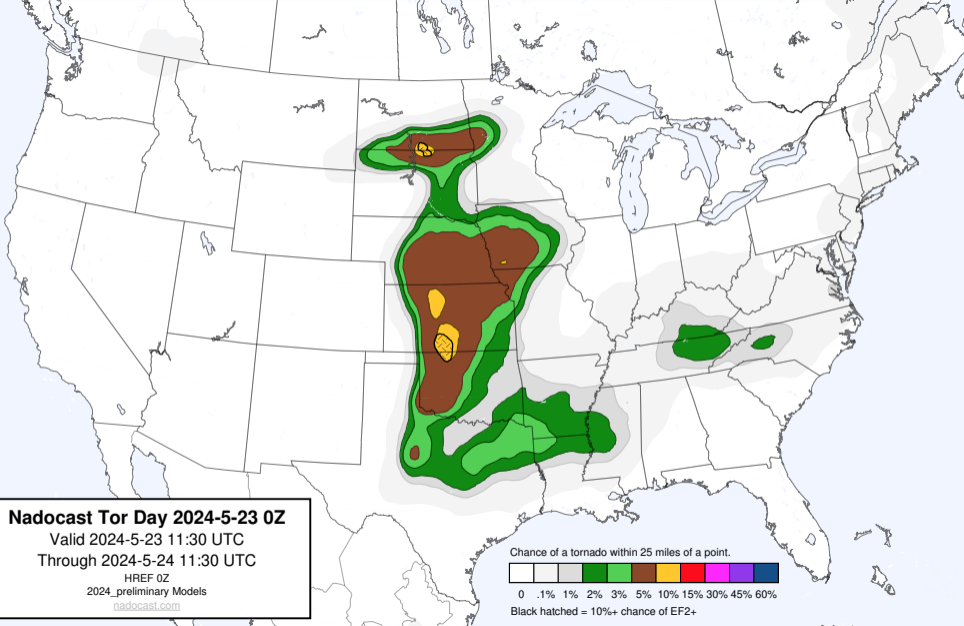 Nadocast Tor Day 2024-5-23 0Z
Valid 2024-5-23 11:30 UTC
Through 2024-5-24 11:30 UTC
HREF 0Z
2024_preliminary Models
nadocast.com
Chance of a tornado within 25 miles of a point.
0 .1% 1% 2% 3% 5% 10% 15% 30% 45% 60%
Black hatched = 10%+ chance of EF2+